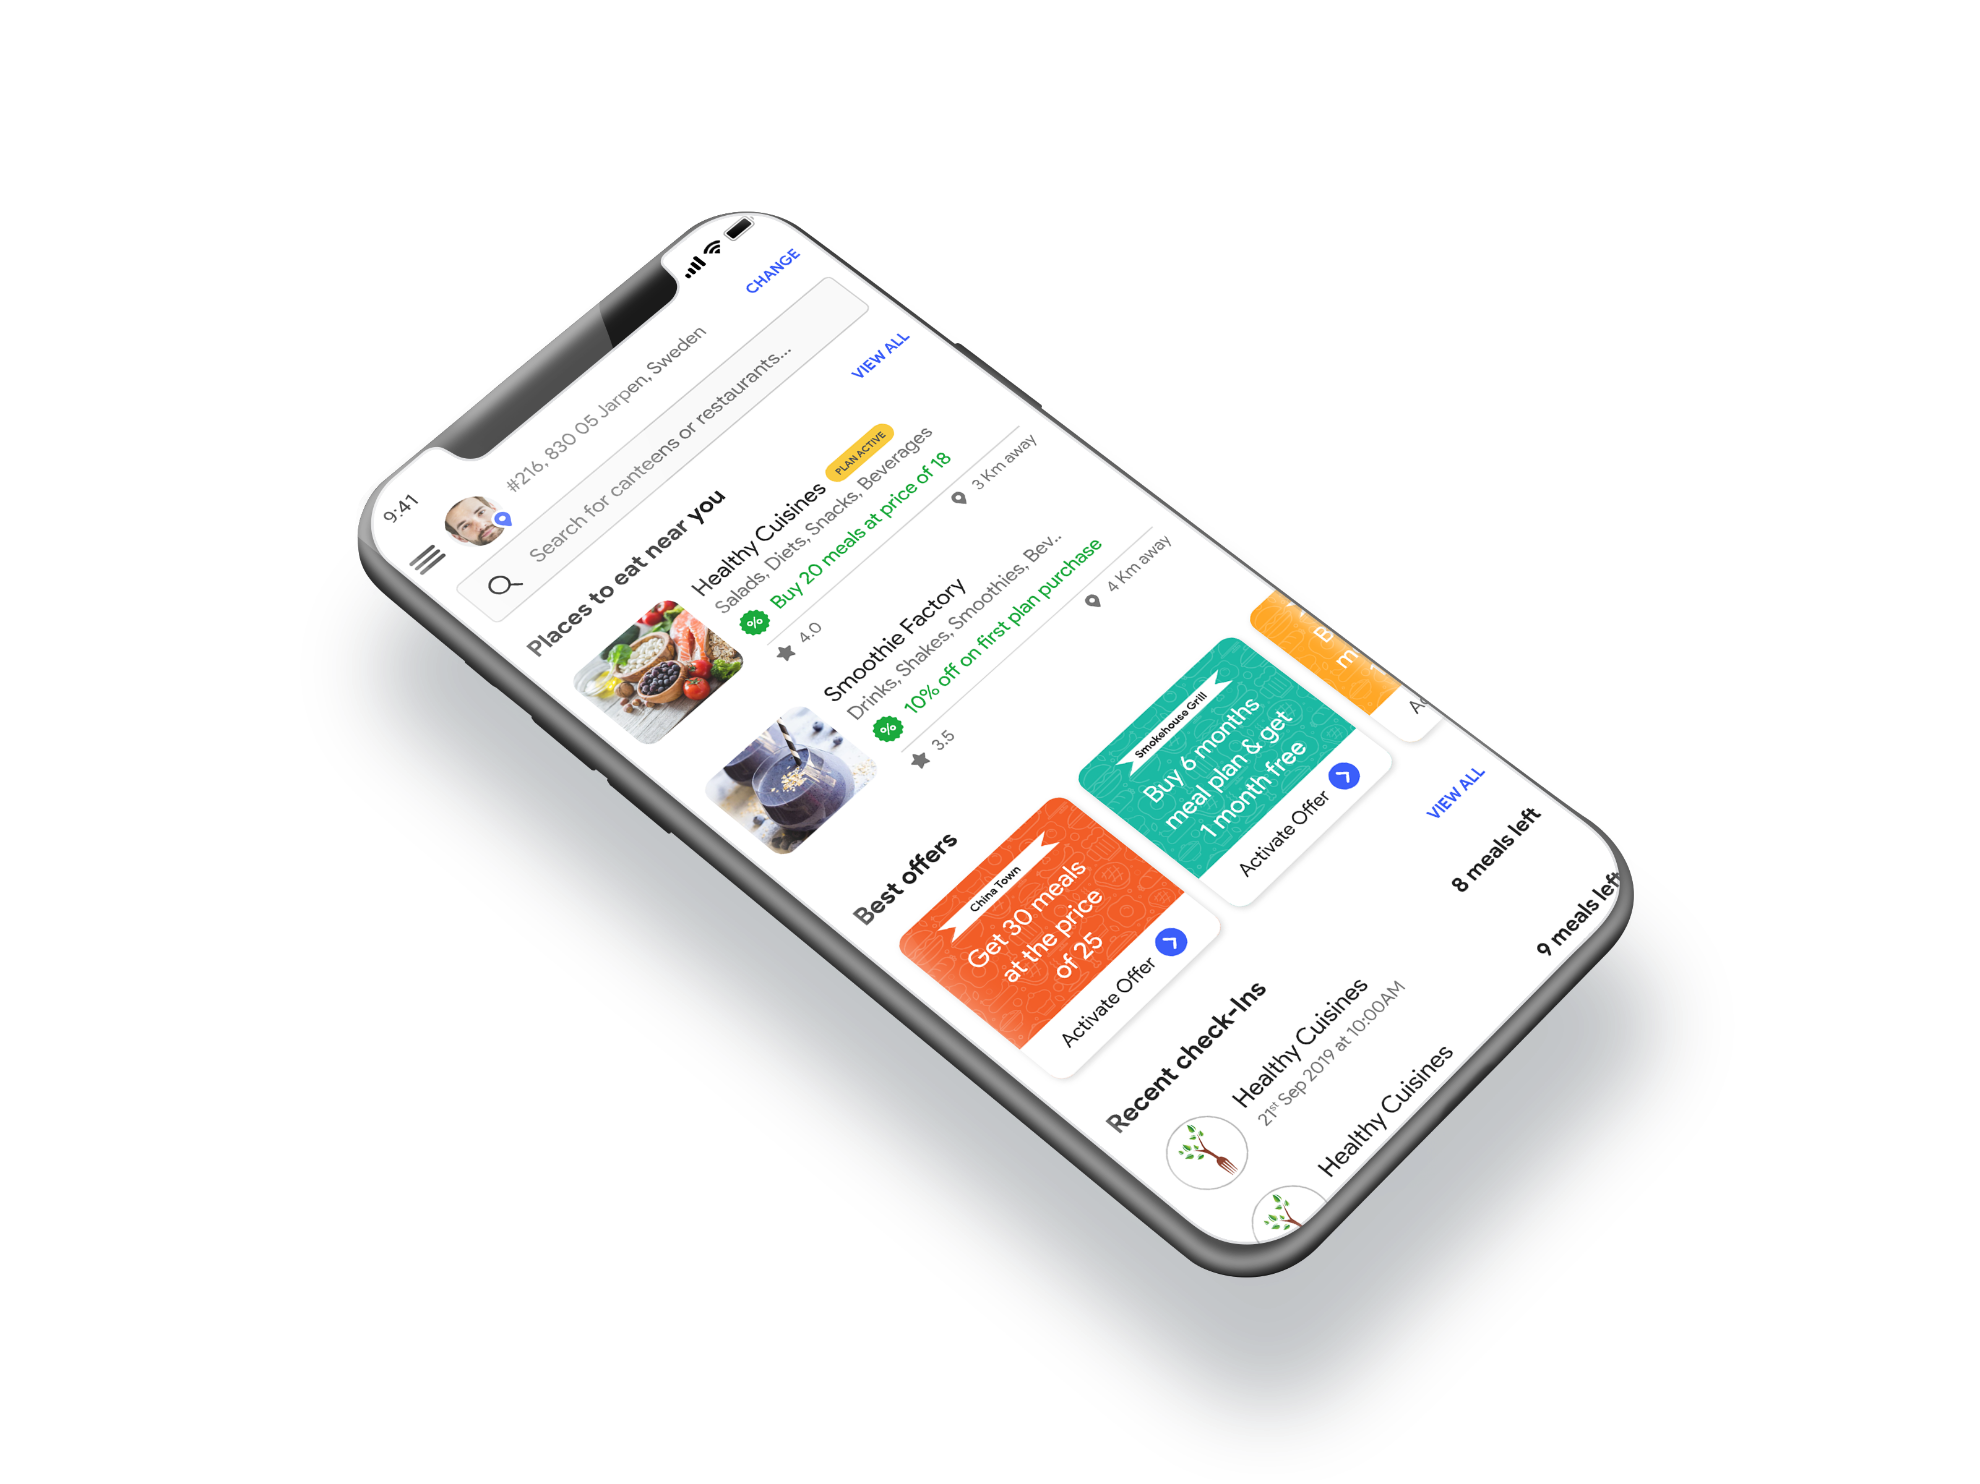 9:41
#216, 830 05 Jarpen, Sweden
CHANGE
Search for canteens or restaurants...
Places to eat near you
VIEW ALL
Healthy Cuisines
PLAN ACTIVE
Salads, Diets, Snacks, Beverages
% Buy 20 meals at price of 18
4.0
3 Km away
Smoothie Factory
Drinks, Shakes, Smoothies, Bev..
% 10% off on first plan purchase
3.5
4 Km away
Best offers
China Town
Get 30 meals
at the price
of 25
Activate Offer
Smokehouse Grill
Buy 6 months
meal plan & get
1 month free
Activate Offer
B
m
1
Ac
Recent check-Ins
VIEW ALL
Healthy Cuisines
21st Sep 2019 at 10:00AM
8 meals left
Healthy Cuisines
9 meals left